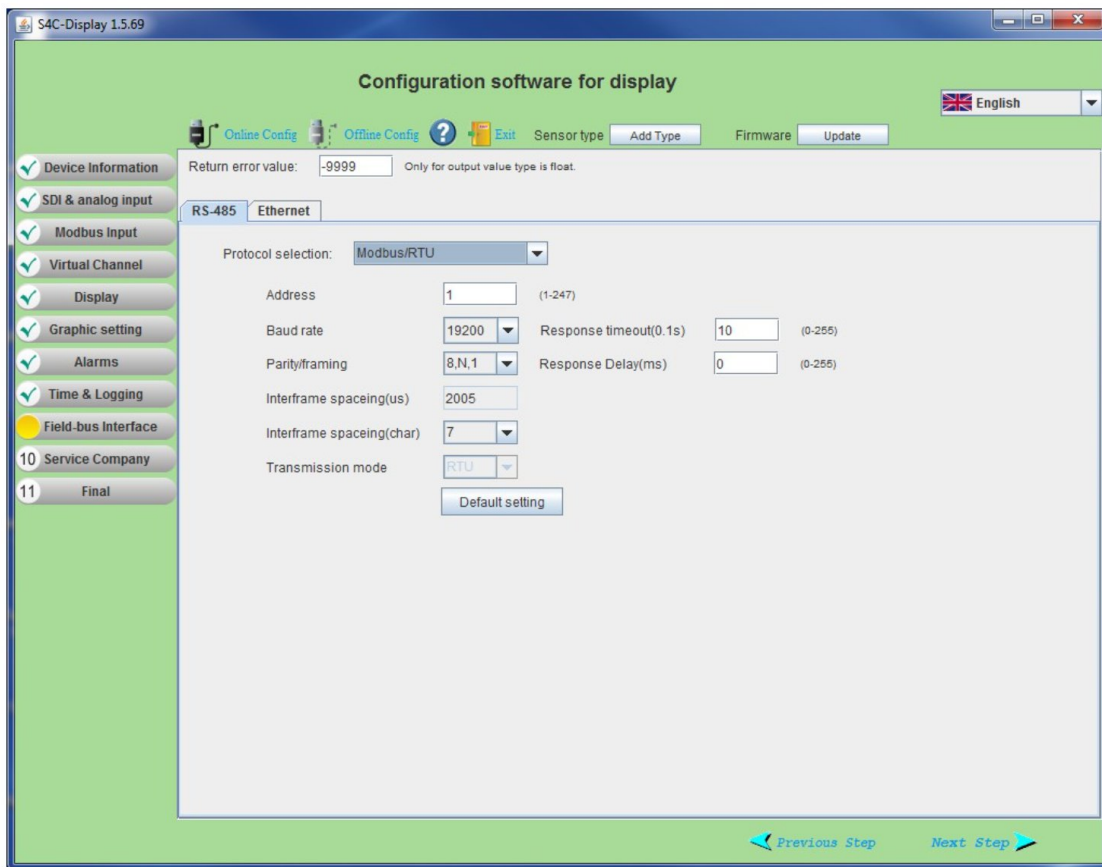 S4C-Display 1.5.69
Configuration software for display
English
Online Config Offline Config ? Exit Sensor type Add Type Firmware Update
Device Information
SDI & analog input
Modbus Input
Virtual Channel
Display
Graphic setting
Alarms
Time & Logging
Field-bus Interface
10 Service Company
11 Final
Return error value: -9999 Only for output value type is float.
RS-485 Ethernet
Protocol selection: Modbus/RTU
Address 1 (1-247)
Baud rate 19200 Response timeout(0.1s) 10 (0-255)
Parity/framing 8,N,1 Response Delay(ms) 0 (0-255)
Interframe spaceing(us) 2005
Interframe spaceing(char) 7
Transmission mode RTU
Default setting
Previous Step Next Step